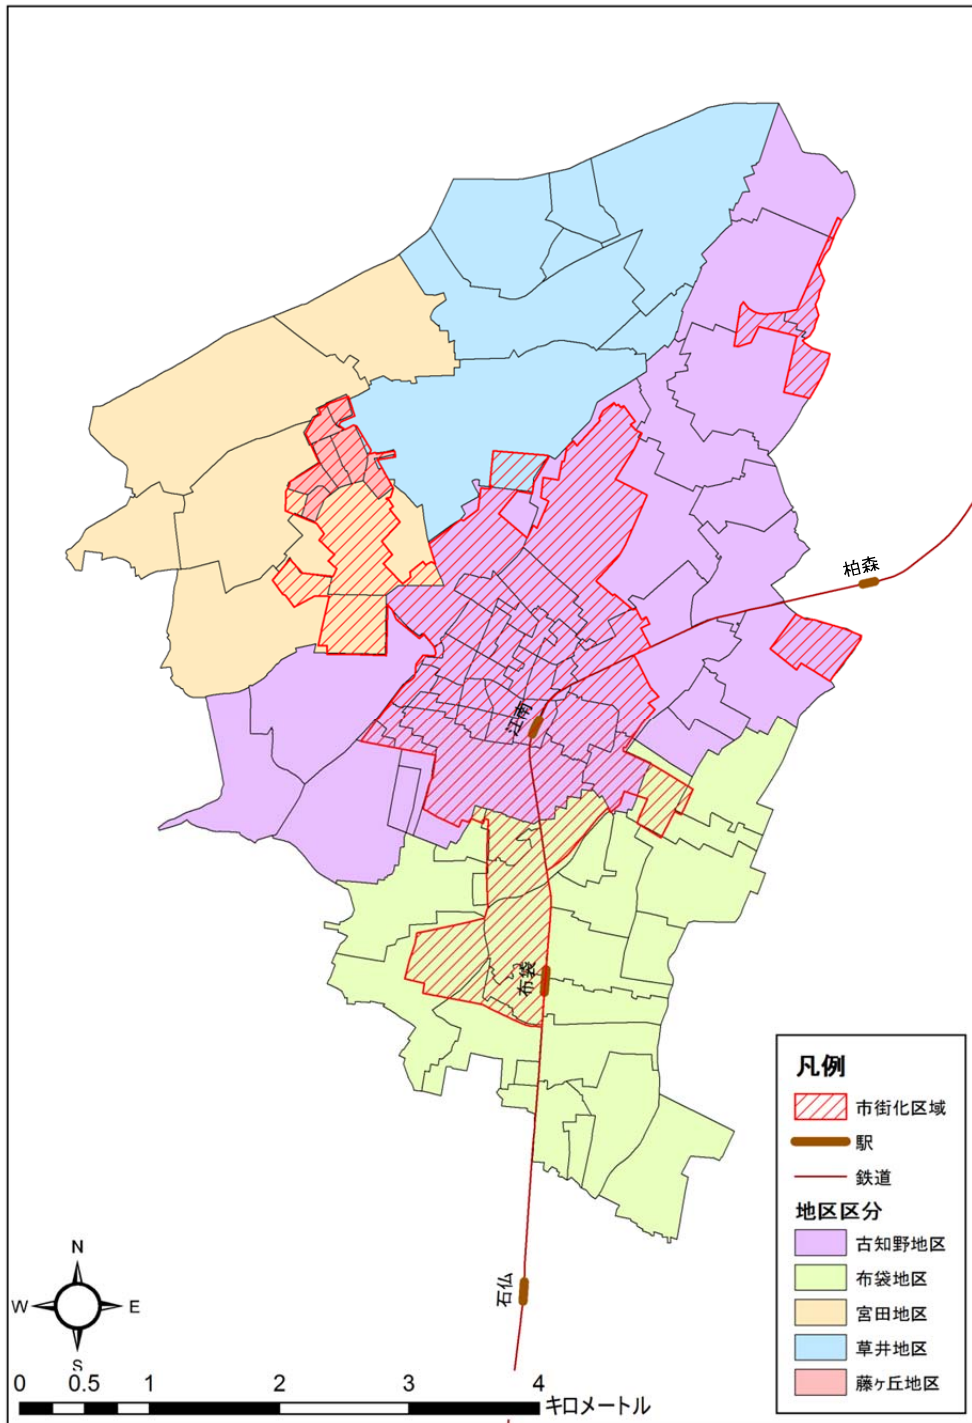 柏森
江南
布袋
石仏
凡例
市街化区域
駅
鉄道
地区区分
古知野地区
布袋地区
宮田地区
草井地区
藤ヶ丘地区
N
W E
S
0 0.5 1 2 3 4
キロメートル